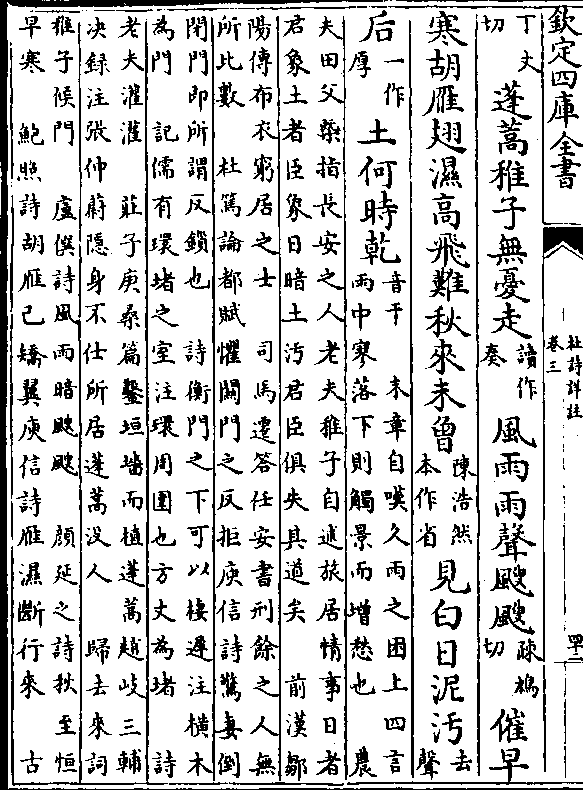 欽定四庫全書
杜詩詳註
卷三
丁丈切蓬蒿稚子無憂走讀作奏風雨雨聲颼颼疎鳩切催早
寒胡雁翅濕高飛難秋來未曾陳浩然本作省見白日泥汚去聲
后一作厚土何時乾音干 末章自嘆久雨之困上四言
雨中寥落下則觸景而增愁也 農
夫田父槩指長安之人老夫稚子自述旅居情事日者
君象土者臣象日暗土汚君臣俱失其道矣 前漢鄒
陽傳布衣窮居之士 司馬遷答任安書刑餘之人無
所比數 杜篤論都賦懼關門之反拒庾信詩驚妻倒
閉門即所謂反鎖也 詩衡門之下可以棲遲注橫木
為門 記儒有環堵之室注環周圍也方丈為堵 詩
老夫灌灌 莊子庚桑篇鑿垣墻而植蓬蒿趙岐三輔
决録注張仲蔚隱身不仕所居蓬蒿没人 歸去來詞
稚子候門 盧僎詩風雨暗颼颼 顔延之詩秋至恒
早寒 鮑照詩胡雁已矯翼庾信詩雁濕斷行來 古